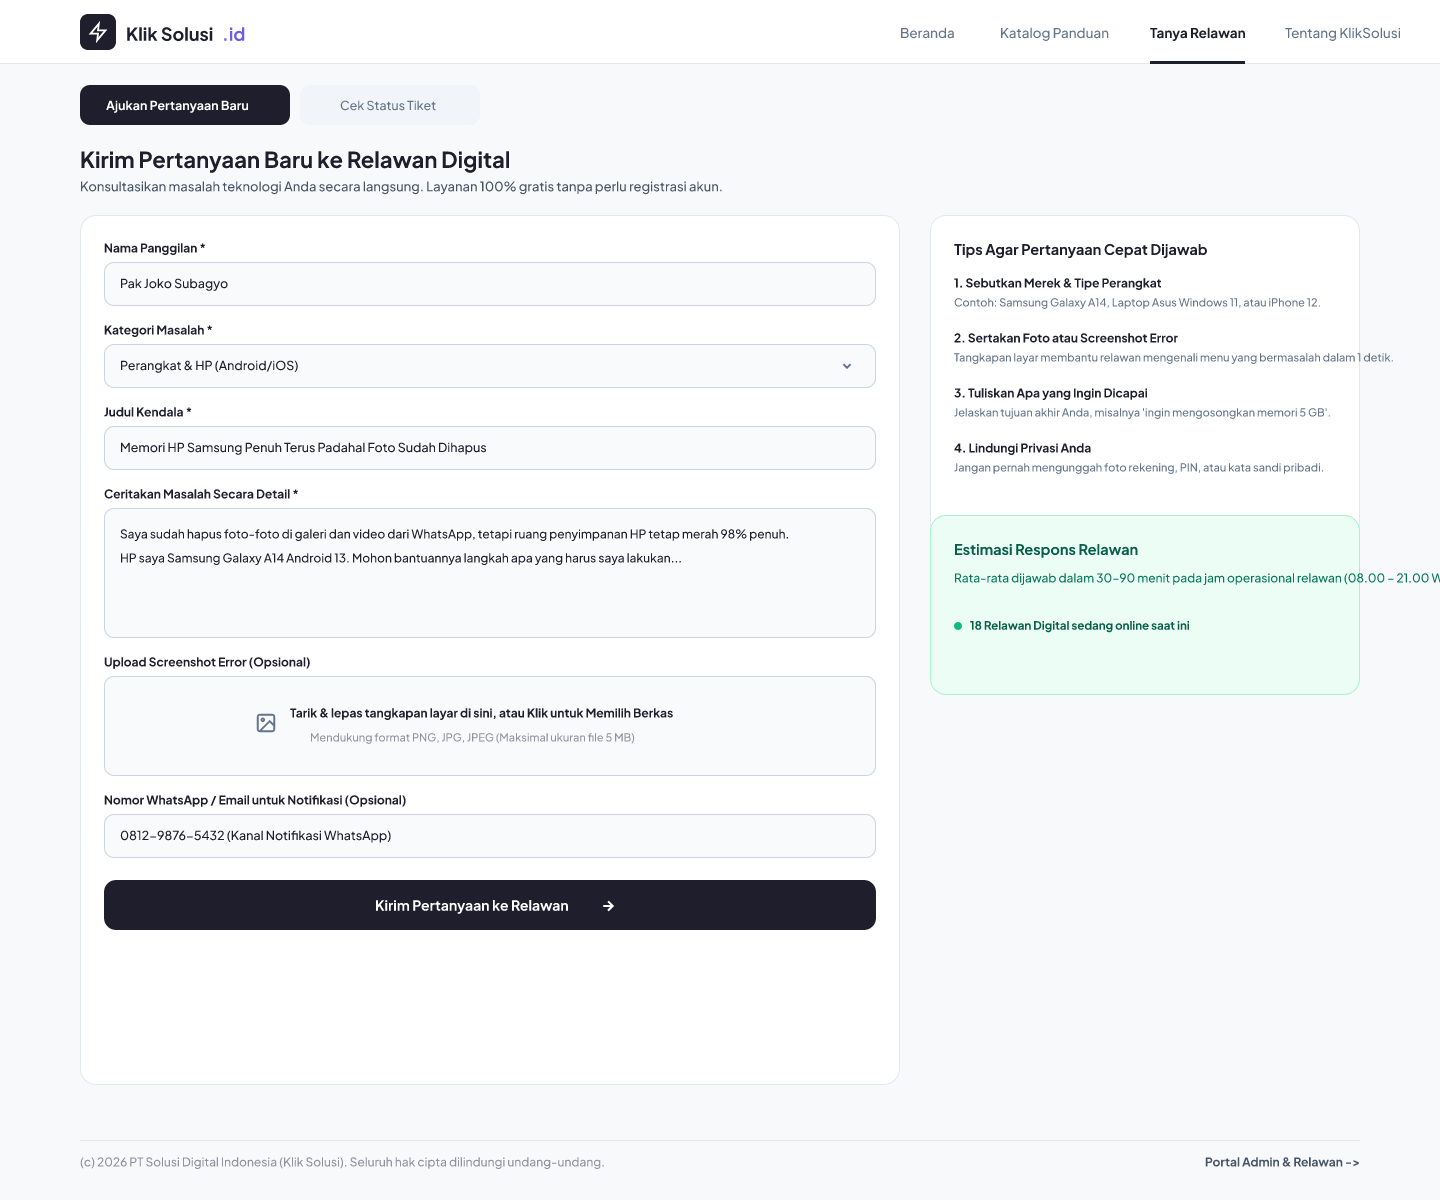 Klik Solusi .id
Beranda
Katalog Panduan
Tanya Relawan
Tentang KlikSolusi
Ajukan Pertanyaan Baru
Cek Status Tiket
Kirim Pertanyaan Baru ke Relawan Digital
Konsultasikan masalah teknologi Anda secara langsung. Layanan 100% gratis tanpa perlu registrasi akun.
Nama Panggilan *
Pak Joko Subagyo
Kategori Masalah *
Perangkat & HP (Android/iOS)
Judul Kendala *
Memori HP Samsung Penuh Terus Padahal Foto Sudah Dihapus
Ceritakan Masalah Secara Detail *
Saya sudah hapus foto-foto di galeri dan video dari WhatsApp, tetapi ruang penyimpanan HP tetap merah 98% penuh.
HP saya Samsung Galaxy A14 Android 13. Mohon bantuannya langkah apa yang harus saya lakukan...
Upload Screenshot Error (Opsional)
Tarik & lepas tangkapan layar di sini, atau Klik untuk Memilih Berkas
Mendukung format PNG, JPG, JPEG (Maksimal ukuran file 5 MB)
Nomor WhatsApp / Email untuk Notifikasi (Opsional)
0812-9876-5432 (Kanal Notifikasi WhatsApp)
Kirim Pertanyaan ke Relawan →
Tips Agar Pertanyaan Cepat Dijawab
1. Sebutkan Merek & Tipe Perangkat
Contoh: Samsung Galaxy A14, Laptop Asus Windows 11, atau iPhone 12.
2. Sertakan Foto atau Screenshot Error
Tangkapan layar membantu relawan mengenali menu yang bermasalah dalam 1 detik.
3. Tuliskan Apa yang Ingin Dicapai
Jelaskan tujuan akhir Anda, misalnya 'ingin mengosongkan memori 5 GB'.
4. Lindungi Privasi Anda
Jangan pernah mengunggah foto rekening, PIN, atau kata sandi pribadi.
Estimasi Respons Relawan
Rata-rata dijawab dalam 30-90 menit pada jam operasional relawan (08.00 - 21.00 W
18 Relawan Digital sedang online saat ini
(c) 2026 PT Solusi Digital Indonesia (Klik Solusi). Seluruh hak cipta dilindungi undang-undang.
Portal Admin & Relawan ->